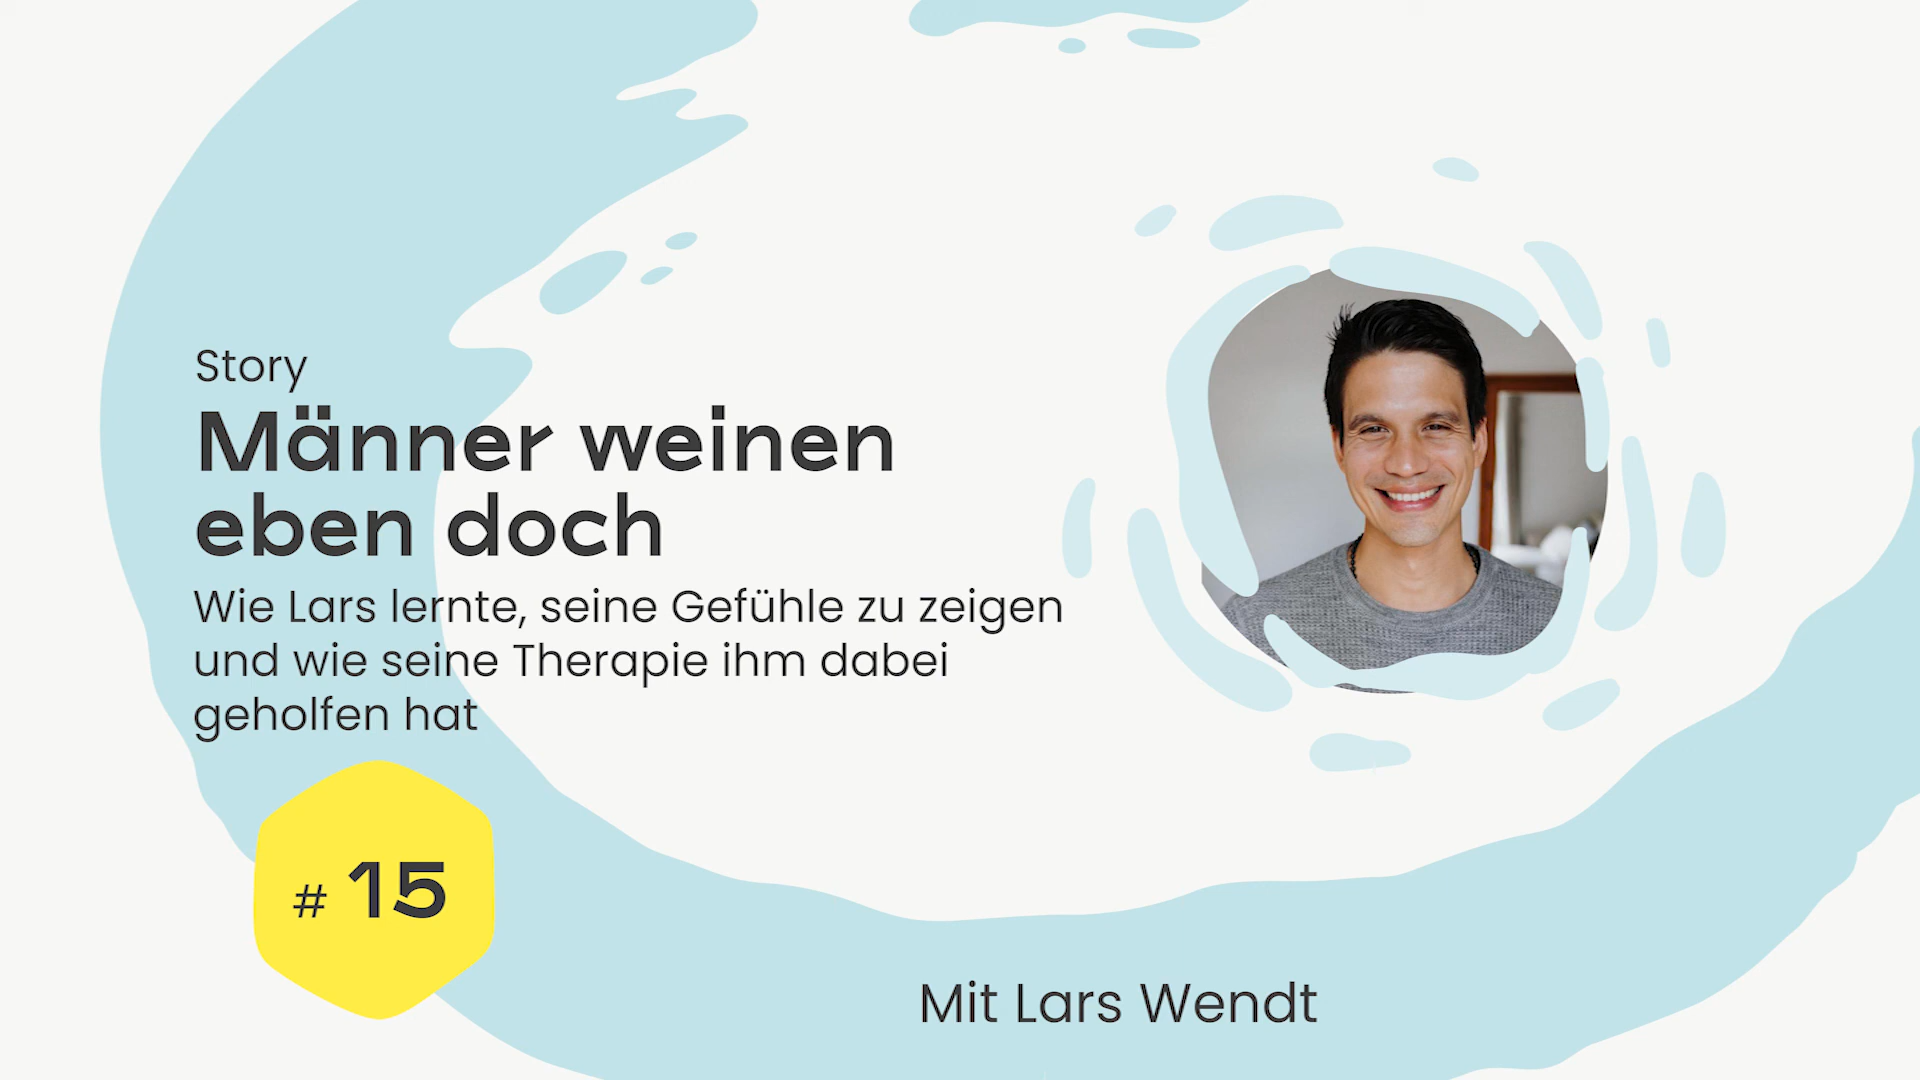 Story
Männer weinen
eben doch
Wie Lars lernte, seine Gefühle zu zeigen
und wie seine Therapie ihm dabei
geholfen hat
# 15
Mit Lars Wendt